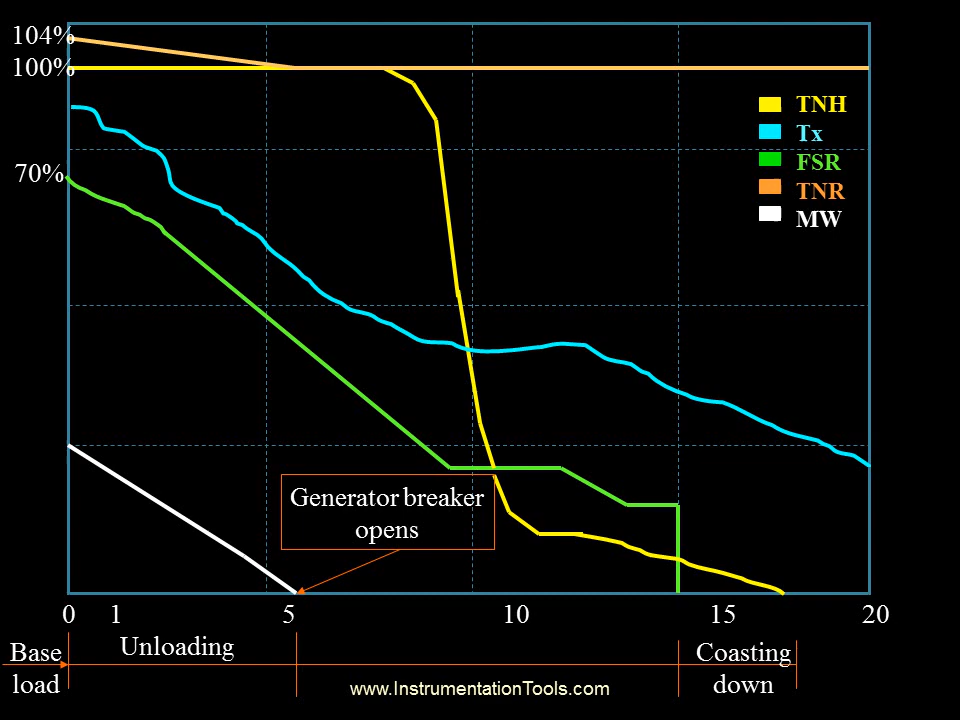 104%
100%
70%
TNH
Tx
FSR
TNR
MW
Generator breaker
opens
0 1 5 10 15 20
Base
load
Unloading
Coasting
down
www.InstrumentationTools.com